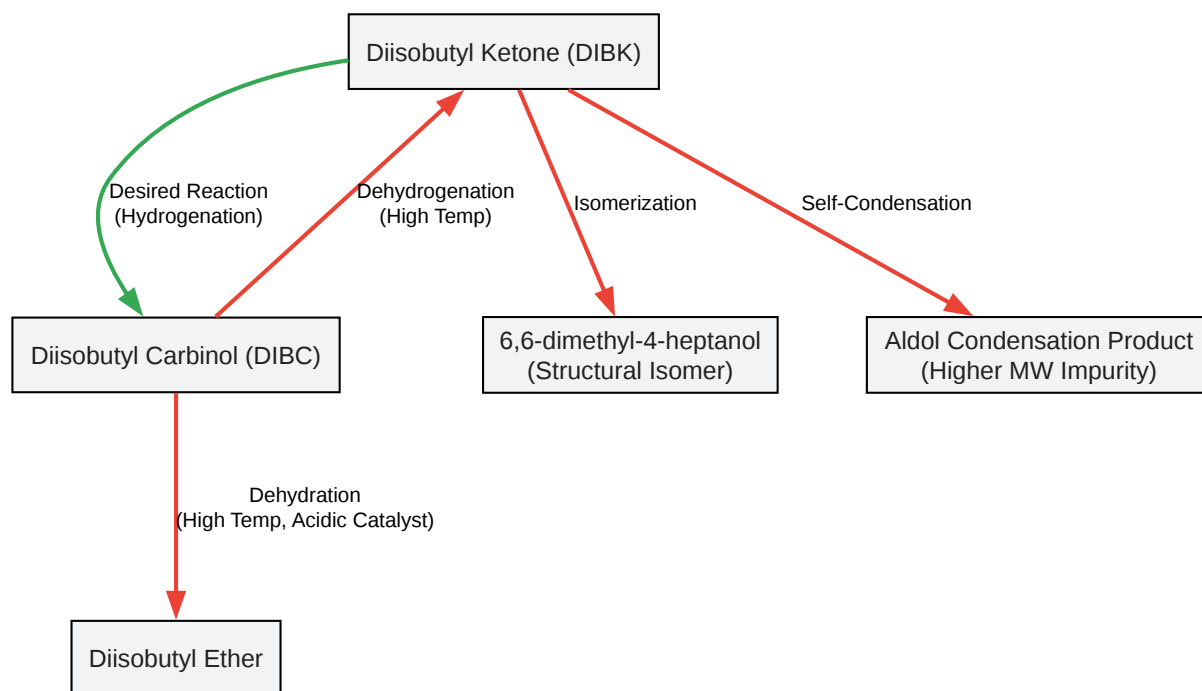 Diisobutyl Ketone (DIBK)
Desired Reaction
(Hydrogenation)
Dehydrogenation
(High Temp)
Isomerization
Self-Condensation
Diisobutyl Carbinol (DIBC)
6,6-dimethyl-4-heptanol
(Structural Isomer)
Aldol Condensation Product
(Higher MW Impurity)
Dehydration
(High Temp, Acidic Catalyst)
Diisobutyl Ether